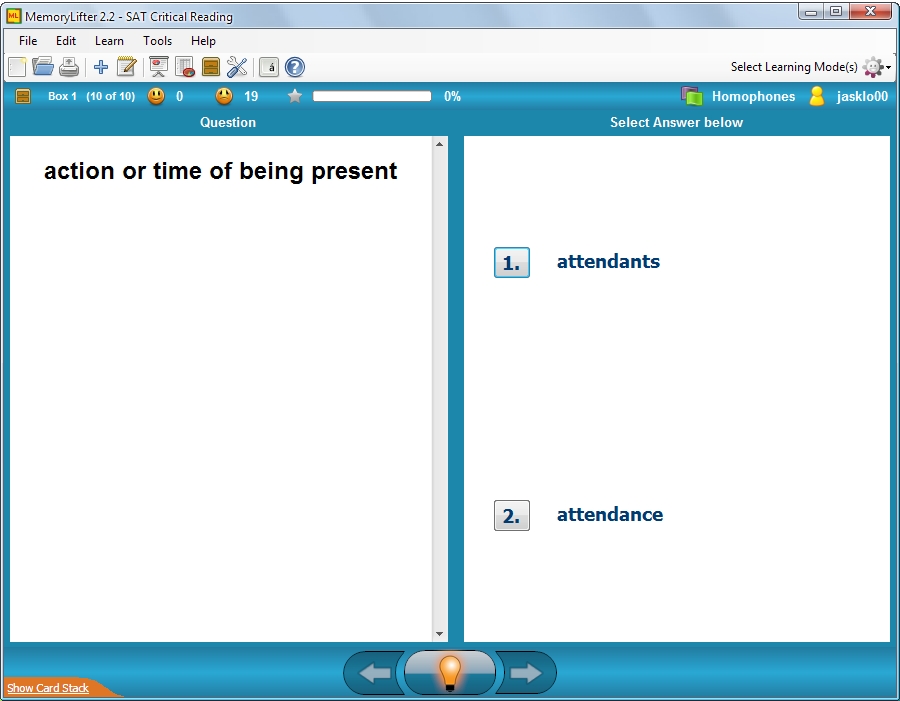 MemoryLifter 2.2 - SAT Critical Reading
File Edit Learn Tools Help
á ? Select Learning Mode(s)
Box 1 (10 of 10) 0 19 0% Homophones jasklo00
Question Select Answer below
action or time of being present
1. attendants
2. attendance
Show Card Stack